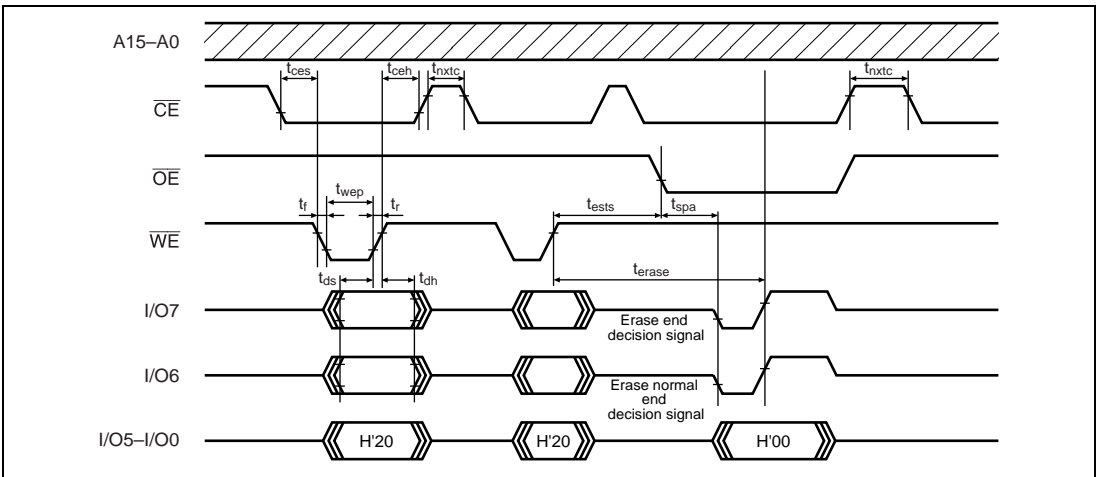 A15–A0
tces
tceh
tnxtc
tnxtc
CE
OE
twep
tf
tr
tests
tspa
WE
terase
tds
tdh
I/O7
Erase end
decision signal
I/O6
Erase normal
end
decision signal
I/O5–I/O0
H'20
H'20
H'00